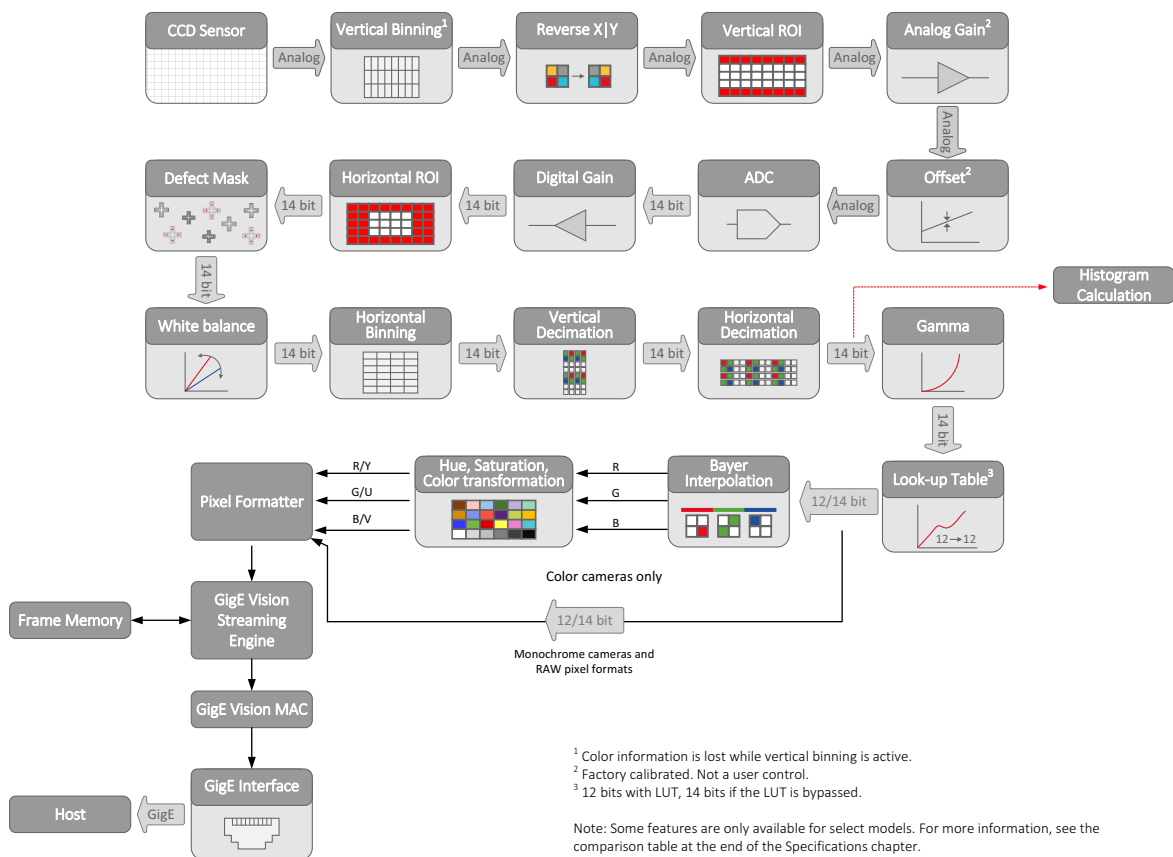 CCD Sensor
Analog
Vertical Binning1
Analog
Reverse X|Y
Analog
Vertical ROI
Analog
Analog Gain2
Analog
Defect Mask
14 bit
Horizontal ROI
14 bit
Digital Gain
14 bit
ADC
Analog
Offset2
14 bit
Histogram
Calculation
White balance
14 bit
Horizontal
Binning
14 bit
Vertical
Decimation
14 bit
Horizontal
Decimation
14 bit
Gamma
14 bit
Pixel Formatter
R/Y
G/U
B/V
Hue, Saturation,
Color transformation
R
G
B
Bayer
Interpolation
12/14 bit
Look-up Table3
12→12
Color cameras only
12/14 bit
Monochrome cameras and
RAW pixel formats
Frame Memory
GigE Vision
Streaming
Engine
GigE Vision MAC
GigE Interface
GigE
Host
1 Color information is lost while vertical binning is active.
2 Factory calibrated. Not a user control.
3 12 bits with LUT, 14 bits if the LUT is bypassed.
Note: Some features are only available for select models. For more information, see the
comparison table at the end of the Specifications chapter.